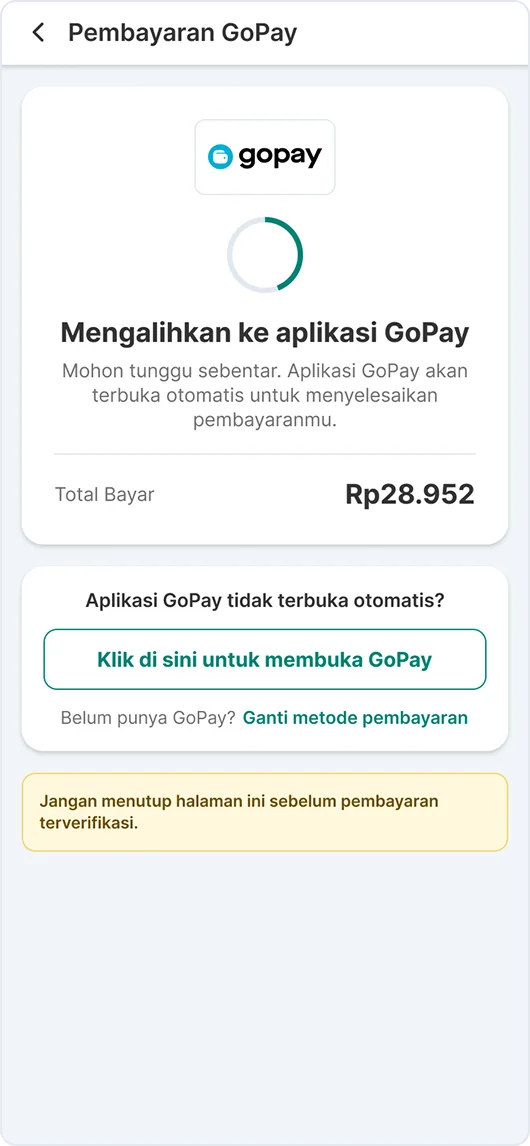 Pembayaran GoPay
gopay
Mengalihkan ke aplikasi GoPay
Mohon tunggu sebentar. Aplikasi GoPay akan
terbuka otomatis untuk menyelesaikan
pembayaranmu.
Total Bayar Rp28.952
Aplikasi GoPay tidak terbuka otomatis?
Klik di sini untuk membuka GoPay
Belum punya GoPay? Ganti metode pembayaran
Jangan menutup halaman ini sebelum pembayaran
terverifikasi.